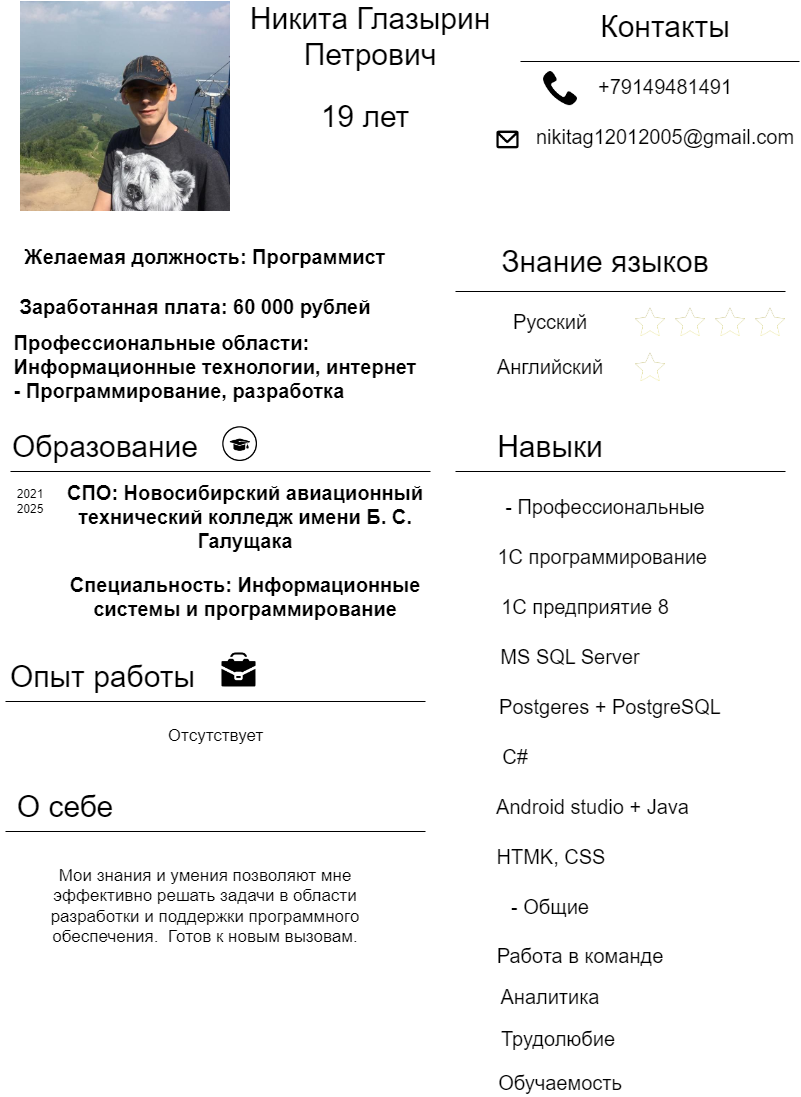 Никита Глазырин
Петрович
19 лет
Контакты
+79149481491
nikitag12012005@gmail.com
Желаемая должность: Программист
Заработанная плата: 60 000 рублей
Профессиональные области:
Информационные технологии, интернет
- Программирование, разработка
Знание языков
Русский
Английский
Образование
2021
2025
СПО: Новосибирский авиационный
технический колледж имени Б. С.
Галущака
Специальность: Информационные
системы и программирование
Опыт работы
Отсутствует
О себе
Мои знания и умения позволяют мне
эффективно решать задачи в области
разработки и поддержки программного
обеспечения. Готов к новым вызовам.
Навыки
- Профессиональные
1С программирование
1С предприятие 8
MS SQL Server
Postgeres + PostgreSQL
C#
Android studio + Java
HTMK, CSS
- Общие
Работа в команде
Аналитика
Трудолюбие
Обучаемость